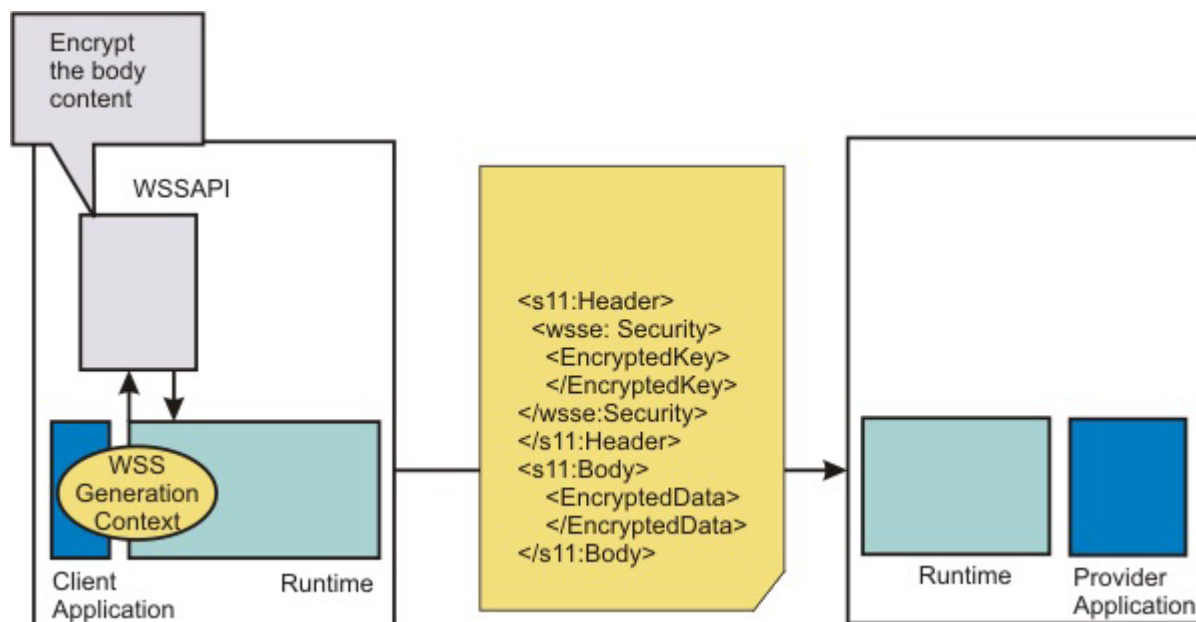 Encrypt
the body
content
WSSAPI
WSS
Generation
Context
Client
Application
Runtime
<s11:Header>
<wsse: Security>
<EncryptedKey>
</EncryptedKey>
</wsse:Security>
</s11:Header>
<s11:Body>
<EncryptedData>
</EncryptedData>
</s11:Body>
Runtime
Provider
Application